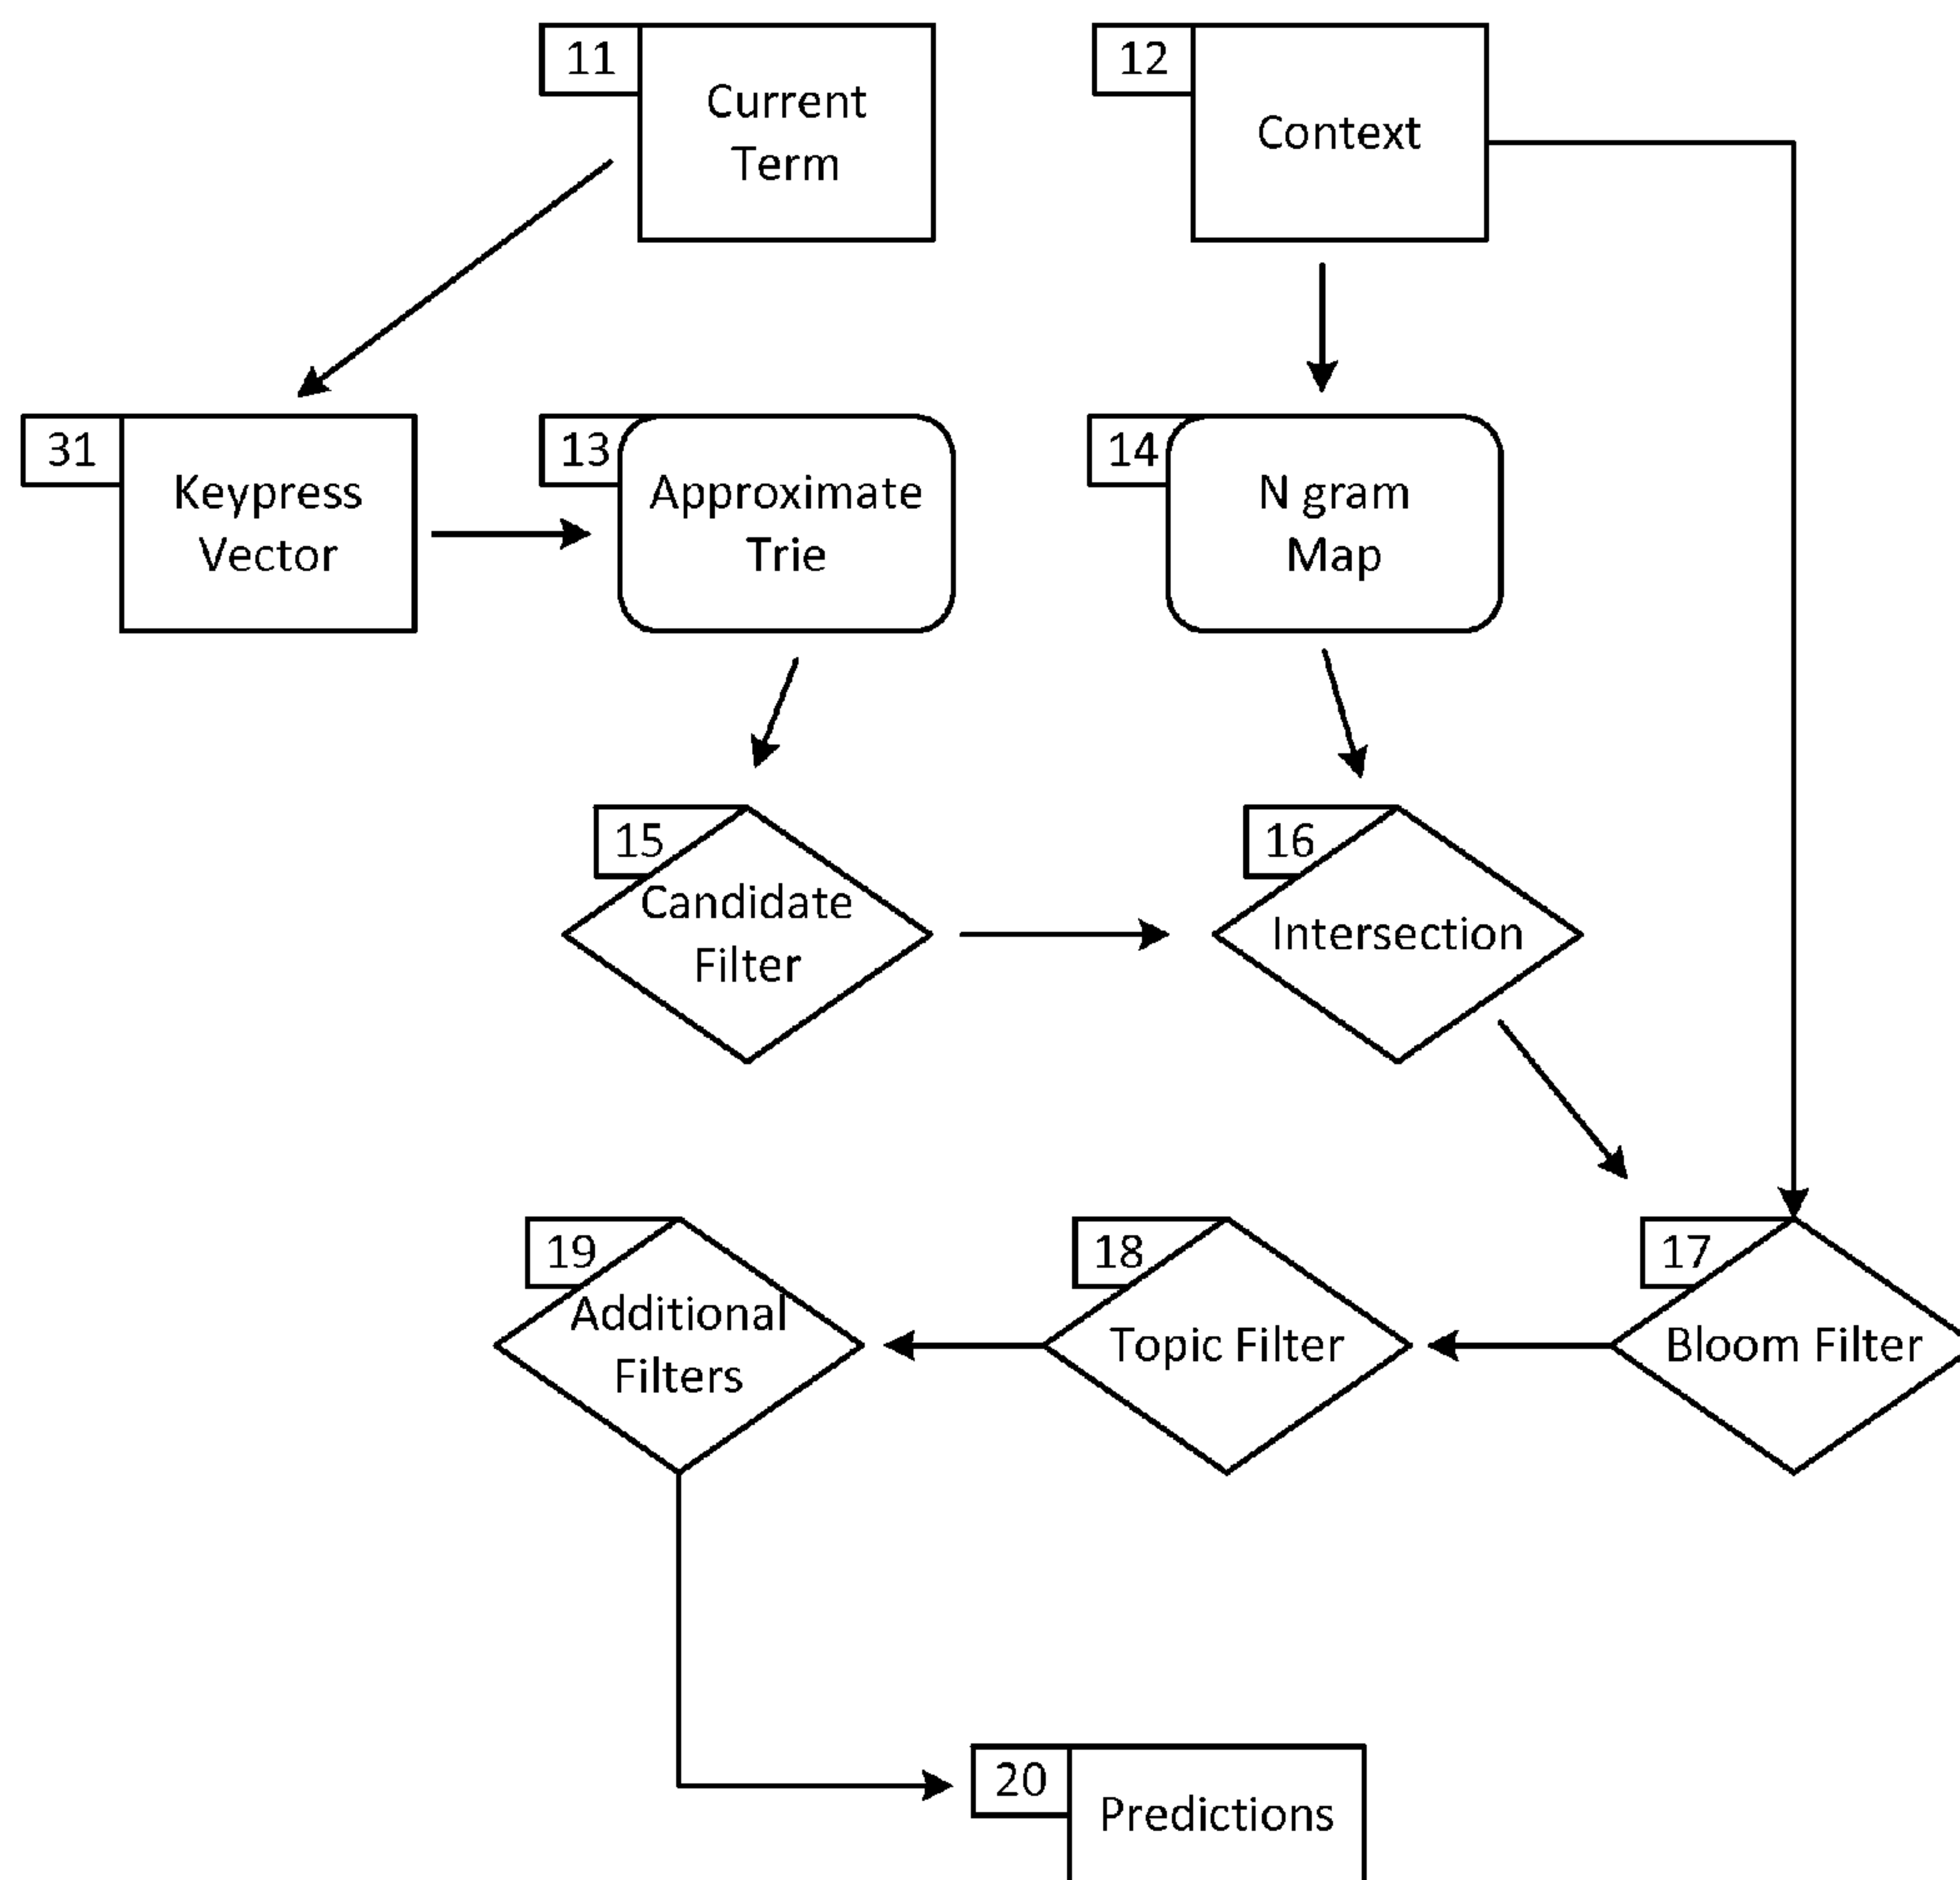 11
Current
Term
12
Context
31
Keypress
Vector
13
Approximate
Trie
14
N gram
Map
15
Candidate
Filter
16
Intersection
19
Additional
Filters
18
Topic Filter
17
Bloom Filter
20
Predictions